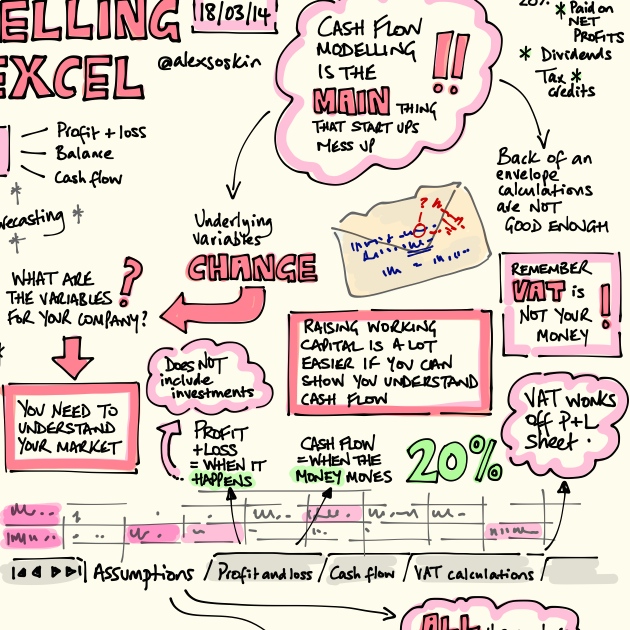 ELLING
18/03/14
EXCEL
@alexsoskin
CASH FLOW
MODELLING
IS THE
MAIN THING
THAT START UPS
MESS UP
!!
* Paid on
NET
PROFITS
* Dividends
Tax *
credits
Profit + loss
Balance
Cash flow
Back of an
envelope
calculations
are NOT
GOOD ENOUGH
Underlying
variables
CHANGE
WHAT ARE
THE VARIABLES
FOR YOUR COMPANY?
?
REMEMBER
VAT is
NOT YOUR
MONEY
!
RAISING WORKING
CAPITAL IS A LOT
EASIER IF YOU CAN
SHOW YOU UNDERSTAND
CASH FLOW
Does NOT
include
investments
YOU NEED TO
UNDERSTAND
YOUR MARKET
VAT WORKS
off P+L
Sheet.
PROFIT
+LOSS
= WHEN IT
HAPPENS
CASH FLOW
= WHEN THE
MONEY MOVES
20%
Assumptions / Profit and loss / Cash flow / VAT calculations /